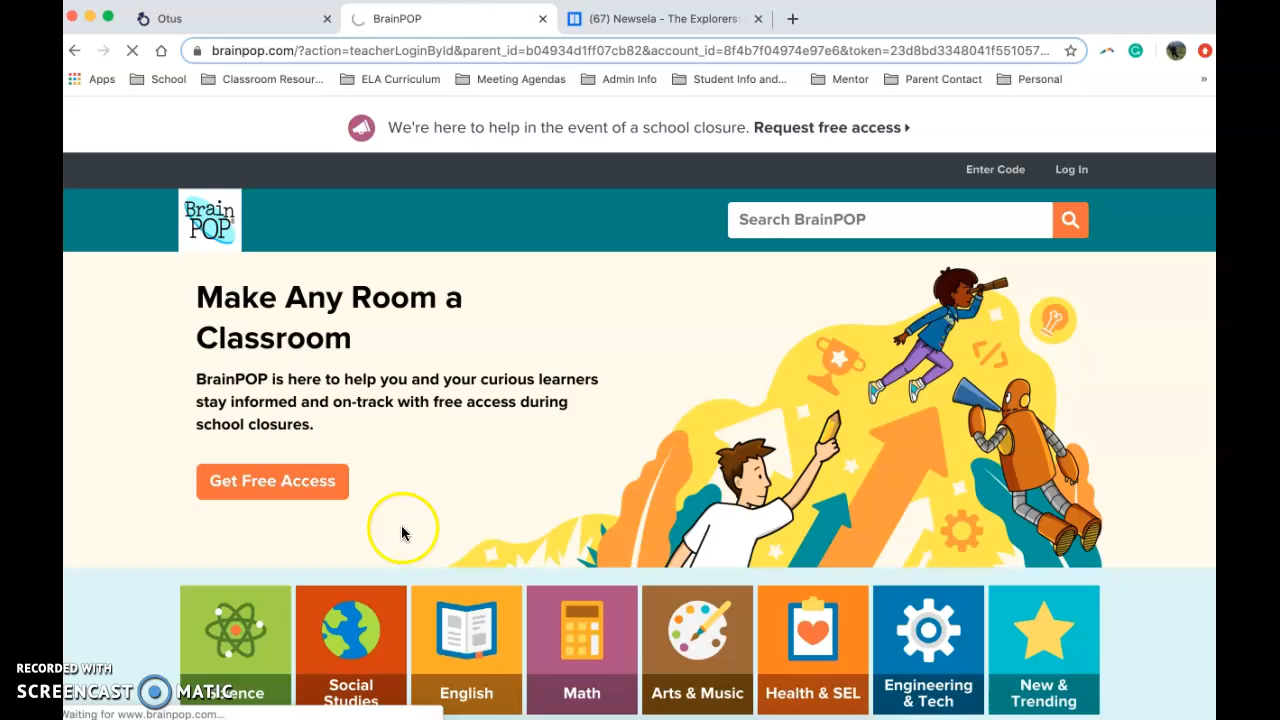 Otus
BrainPOP
(67) Newsela - The Explorers:
brainpop.com/?action=teacherLoginById&parent_id=b04934d1ff07cb82&account_id=8f4b7f04974e97e6&token=23d8bd3348041f551057...
Apps School Classroom Resour... ELA Curriculum Meeting Agendas Admin Info Student Info and... Mentor Parent Contact Personal »
We're here to help in the event of a school closure. Request free access
Enter Code Log In
Brain POP
Search BrainPOP
Make Any Room a
Classroom
BrainPOP is here to help you and your curious learners
stay informed and on-track with free access during
school closures.
Get Free Access
Social
Studies
English
Math
Arts & Music
Health & SEL
Engineering
& Tech
New &
Trending
RECORDED WITH
SCREENCAST MATIC
Waiting for www.brainpop.com...